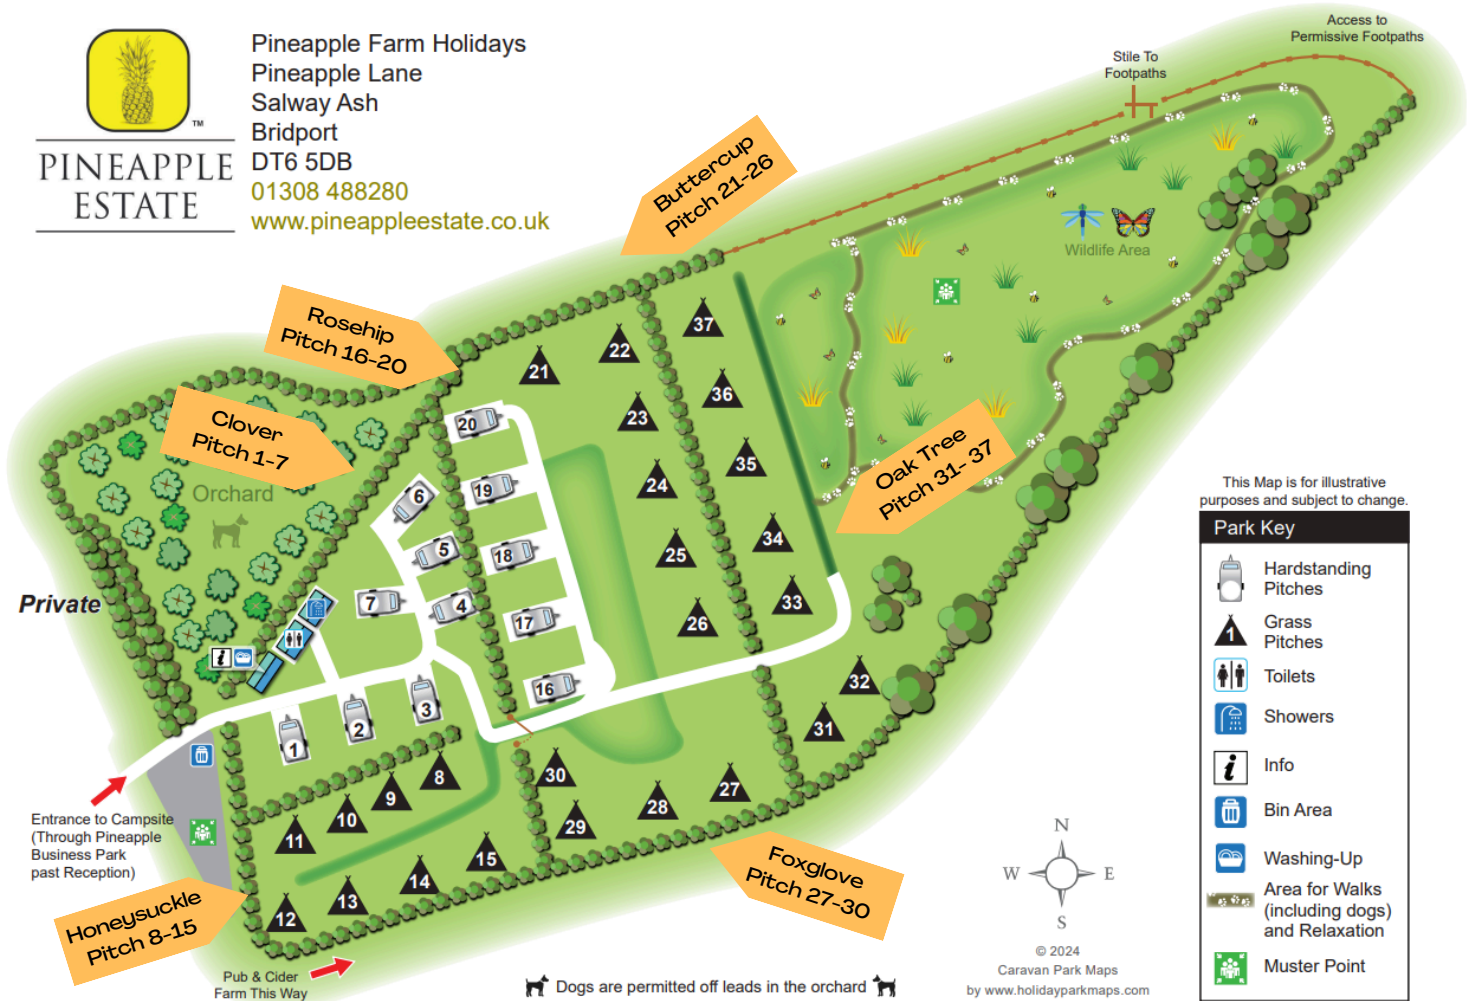 PINEAPPLE
ESTATE
TM
Pineapple Farm Holidays
Pineapple Lane
Salway Ash
Bridport
DT6 5DB
01308 488280
www.pineappleestate.co.uk
Access to
Permissive Footpaths
Stile To
Footpaths
Buttercup
Pitch 21-26
Wildlife Area
Rosehip
Pitch 16-20
Clover
Pitch 1-7
Orchard
Private
Oak Tree
Pitch 31- 37
37
22
21
36
23
20
35
24
19
6
34
25
18
5
33
26
17
4
7
16
32
31
3
2
1
30
27
28
29
8
9
10
11
15
14
13
12
Entrance to Campsite
(Through Pineapple
Business Park
past Reception)
Honeysuckle
Pitch 8-15
Foxglove
Pitch 27-30
Pub & Cider
Farm This Way
Dogs are permitted off leads in the orchard
N
W
E
S
© 2024
Caravan Park Maps
by www.holidayparkmaps.com
This Map is for illustrative
purposes and subject to change.
Park Key
Hardstanding
Pitches
1
Grass
Pitches
Toilets
Showers
i
Info
Bin Area
Washing-Up
Area for Walks
(including dogs)
and Relaxation
Muster Point
i